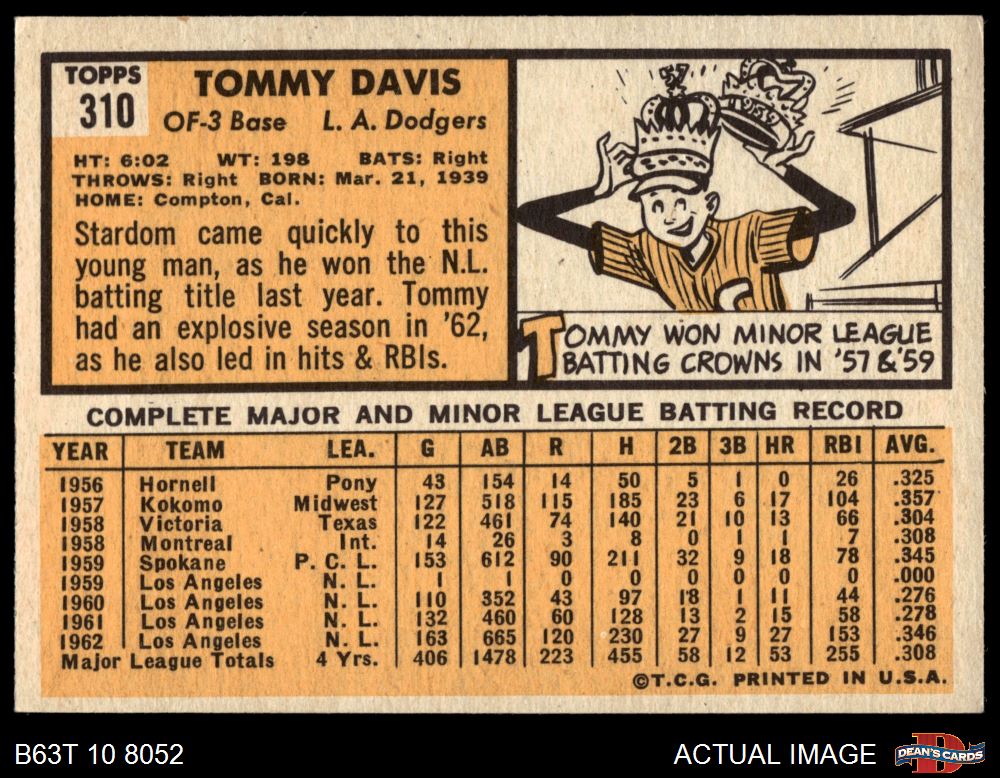 TOPPS
310
TOMMY DAVIS
OF-3 Base L. A. Dodgers
HT: 6:02 WT: 198 BATS: Right
THROWS: Right BORN: Mar. 21, 1939
HOME: Compton, Cal.
Stardom came quickly to this
young man, as he won the N.L.
batting title last year. Tommy
had an explosive season in '62,
as he also led in hits & RBIs.
57
1959
TOMMY WON MINOR LEAGUE
BATTING CROWNS IN '57 & '59
COMPLETE MAJOR AND MINOR LEAGUE BATTING RECORD
YEAR TEAM LEA. G AB R H 2B 3B HR RBI AVG.
1956 Hornell Pony 43 154 14 50 5 1 0 26 .325
1957 Kokomo Midwest 127 518 115 185 23 6 17 104 .357
1958 Victoria Texas 122 461 74 140 21 10 13 66 .304
1958 Montreal Int. 14 26 3 8 0 1 1 7 .308
1959 Spokane P. C. L. 153 612 90 211 32 9 18 78 .345
1959 Los Angeles N. L. 1 1 0 0 0 0 0 0 .000
1960 Los Angeles N. L. 110 352 43 97 18 1 11 44 .276
1961 Los Angeles N. L. 132 460 60 128 13 2 15 58 .278
1962 Los Angeles N. L. 163 665 120 230 27 9 27 153 .346
Major League Totals 4 Yrs. 406 1478 223 455 58 12 53 255 .308
©T.C.G. PRINTED IN U.S.A.
B63T 10 8052
ACTUAL IMAGE
DEAN'S CARDS